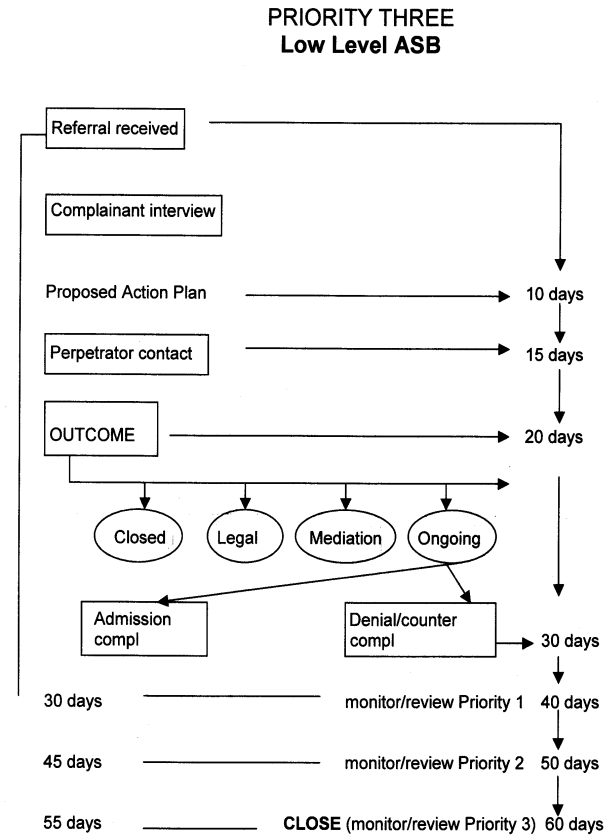 PRIORITY THREE
Low Level ASB
Referral received
Complainant interview
Proposed Action Plan 10 days
Perpetrator contact 15 days
OUTCOME 20 days
Closed Legal Mediation Ongoing
Admission compl
Denial/counter compl
30 days
30 days monitor/review Priority 1 40 days
45 days monitor/review Priority 2 50 days
55 days CLOSE (monitor/review Priority 3) 60 days